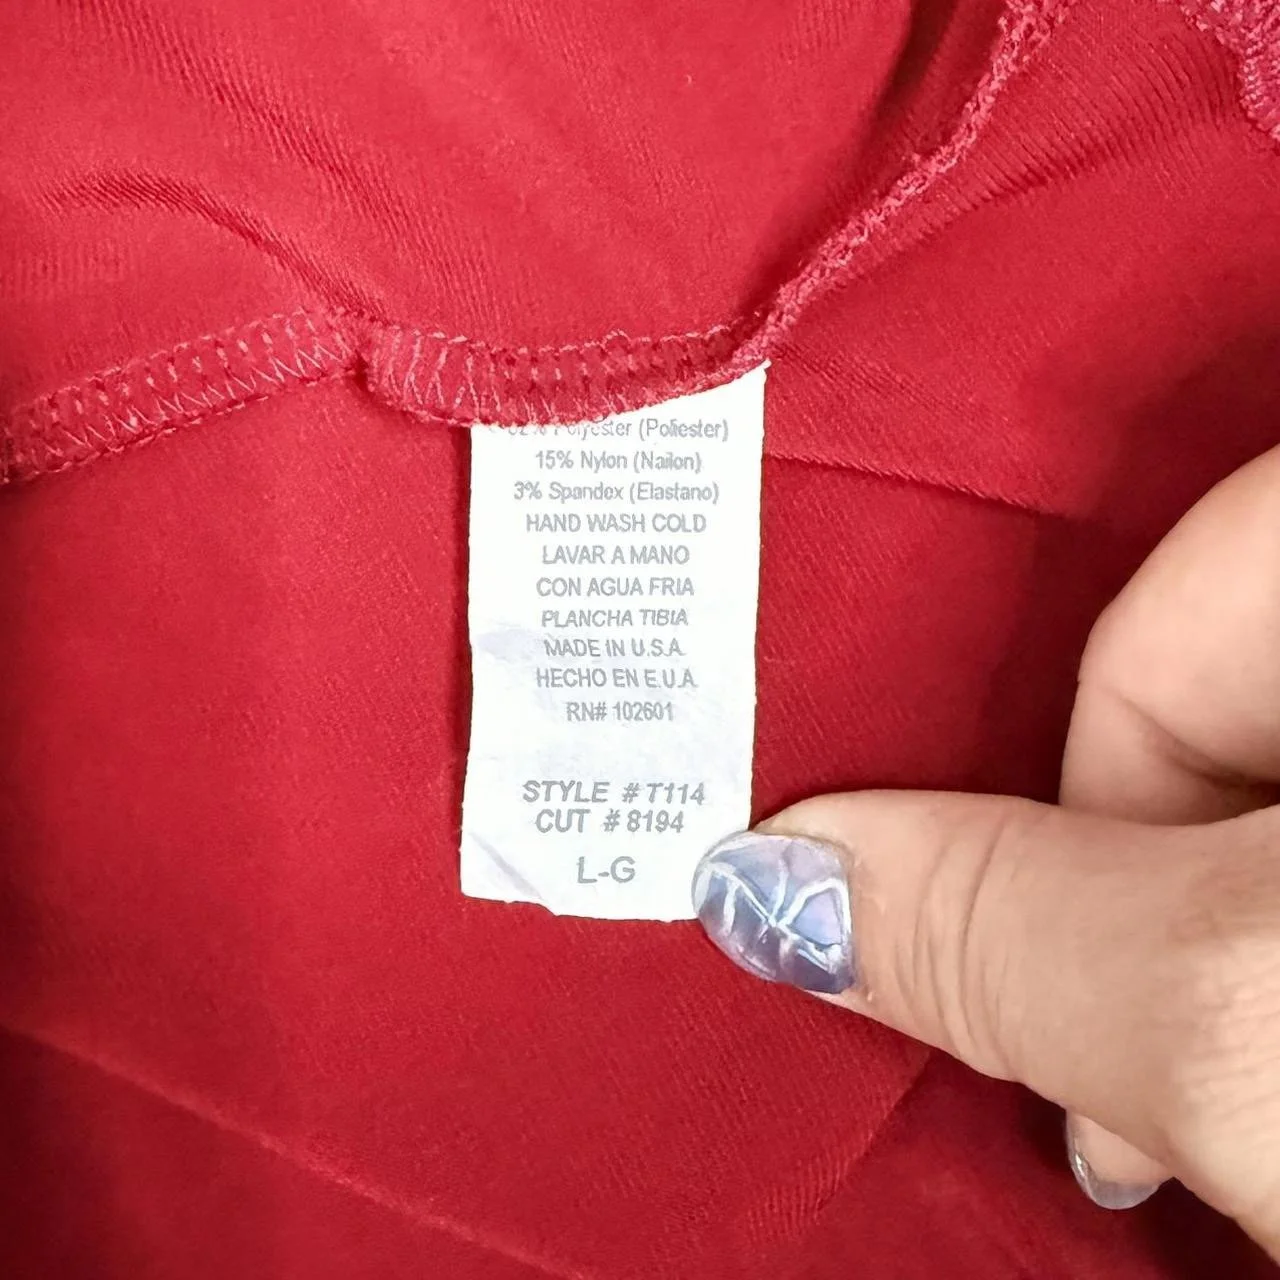 82% Polyester (Poliester)
15% Nylon (Nailon)
3% Spandex (Elastano)
HAND WASH COLD
LAVAR A MANO
CON AGUA FRIA
PLANCHA TIBIA
MADE IN U.S.A.
HECHO EN E.U.A.
RN# 102601
STYLE # T114
CUT # 8194
L-G